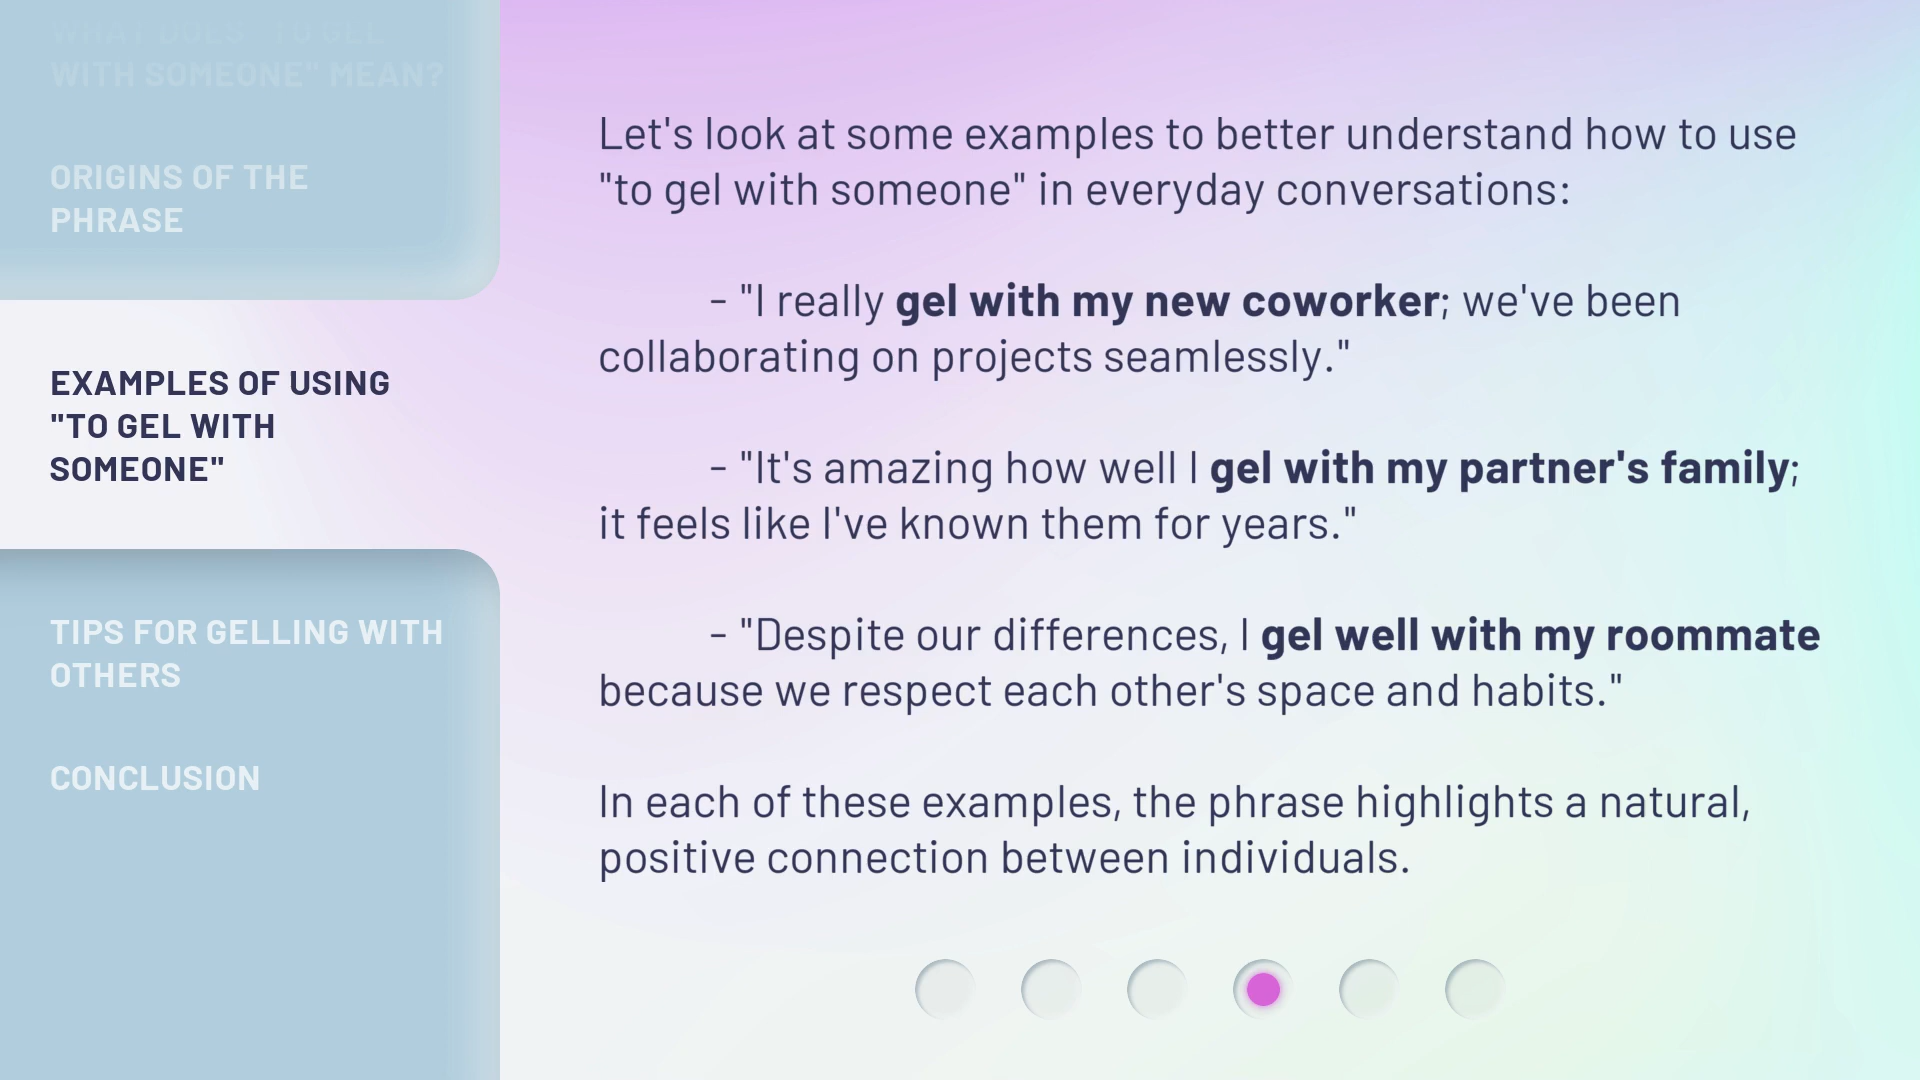 WHAT DOES "TO GEL
WITH SOMEONE" MEAN?
ORIGINS OF THE
PHRASE
EXAMPLES OF USING
"TO GEL WITH
SOMEONE"
TIPS FOR GELLING WITH
OTHERS
CONCLUSION
Let's look at some examples to better understand how to use
"to gel with someone" in everyday conversations:
- "I really gel with my new coworker; we've been
collaborating on projects seamlessly."
- "It's amazing how well I gel with my partner's family;
it feels like I've known them for years."
- "Despite our differences, I gel well with my roommate
because we respect each other's space and habits."
In each of these examples, the phrase highlights a natural,
positive connection between individuals.